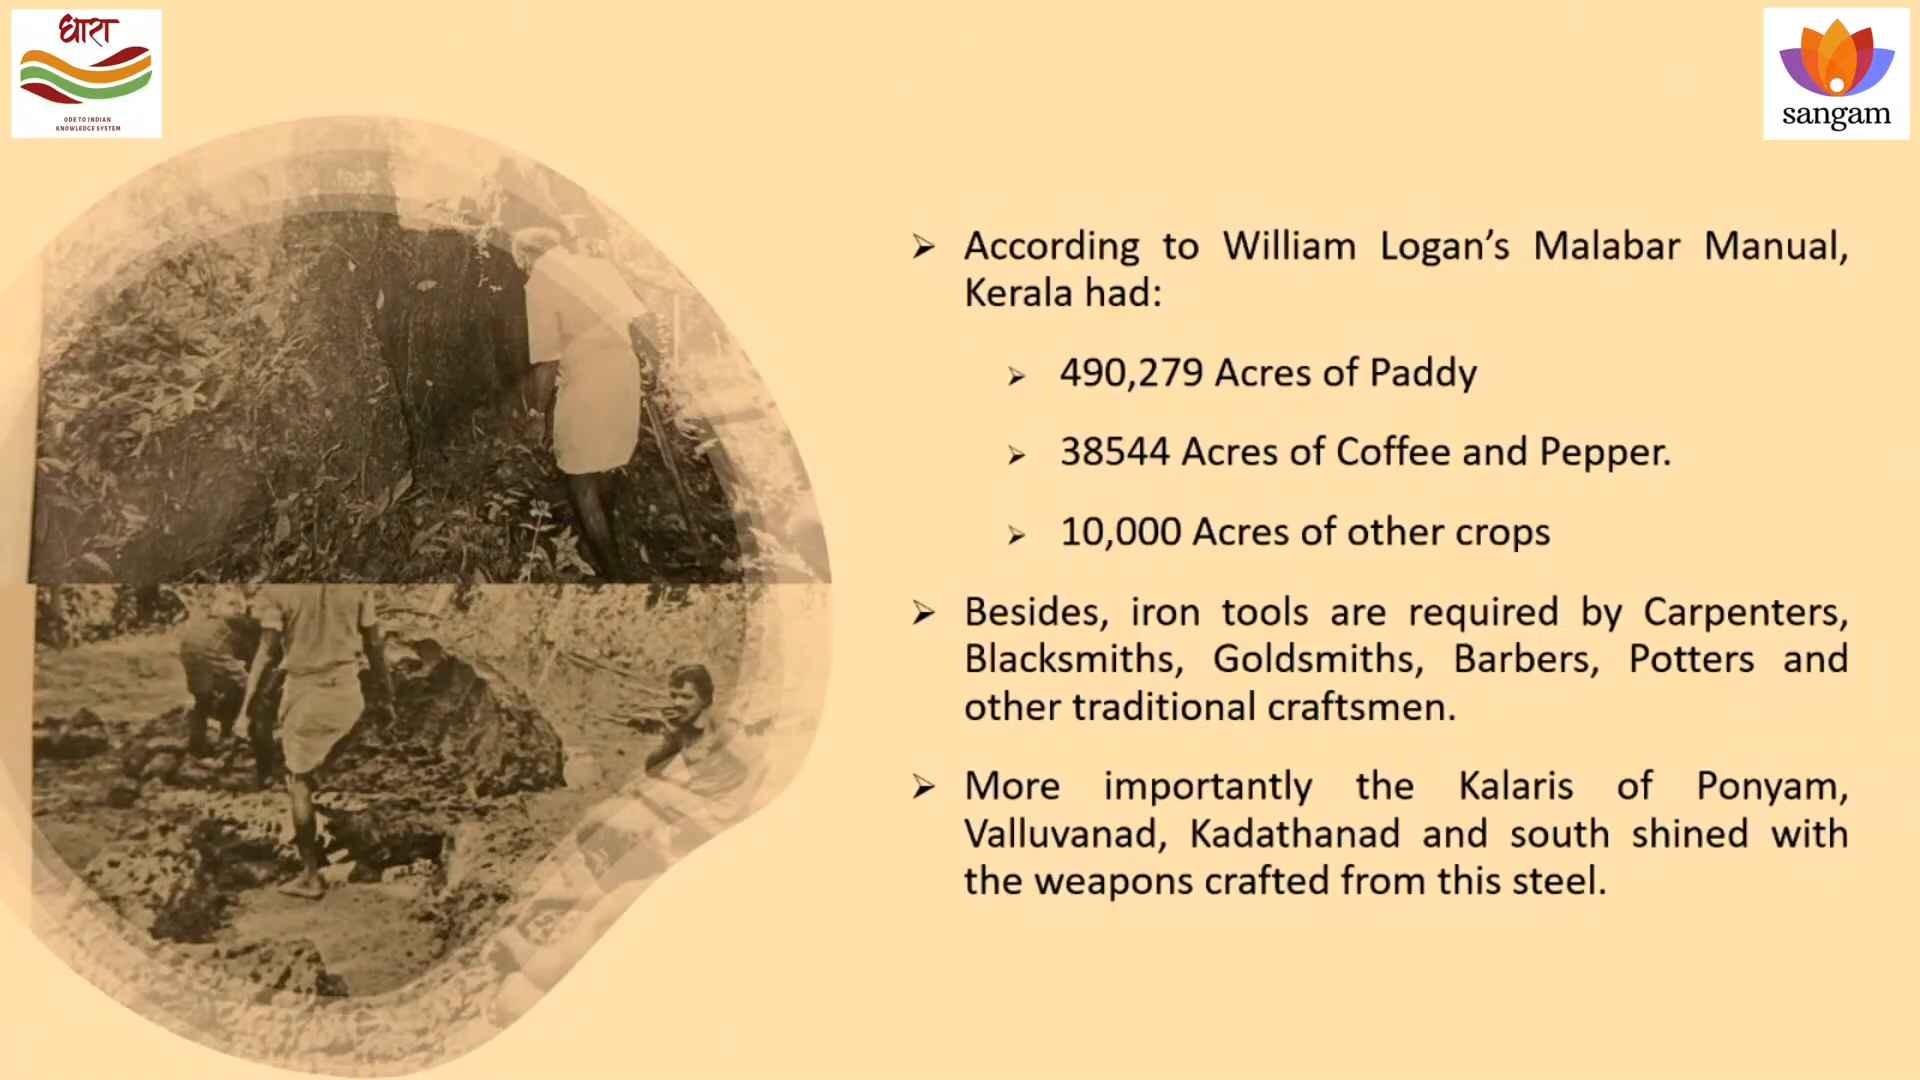 धारा
ODE TO INDIAN
KNOWLEDGE SYSTEM
sangam
➢ According to William Logan’s Malabar Manual,
Kerala had:
➢ 490,279 Acres of Paddy
➢ 38544 Acres of Coffee and Pepper.
➢ 10,000 Acres of other crops
➢ Besides, iron tools are required by Carpenters,
Blacksmiths, Goldsmiths, Barbers, Potters and
other traditional craftsmen.
➢ More importantly the Kalaris of Ponyam,
Valluvanad, Kadathanad and south shined with
the weapons crafted from this steel.